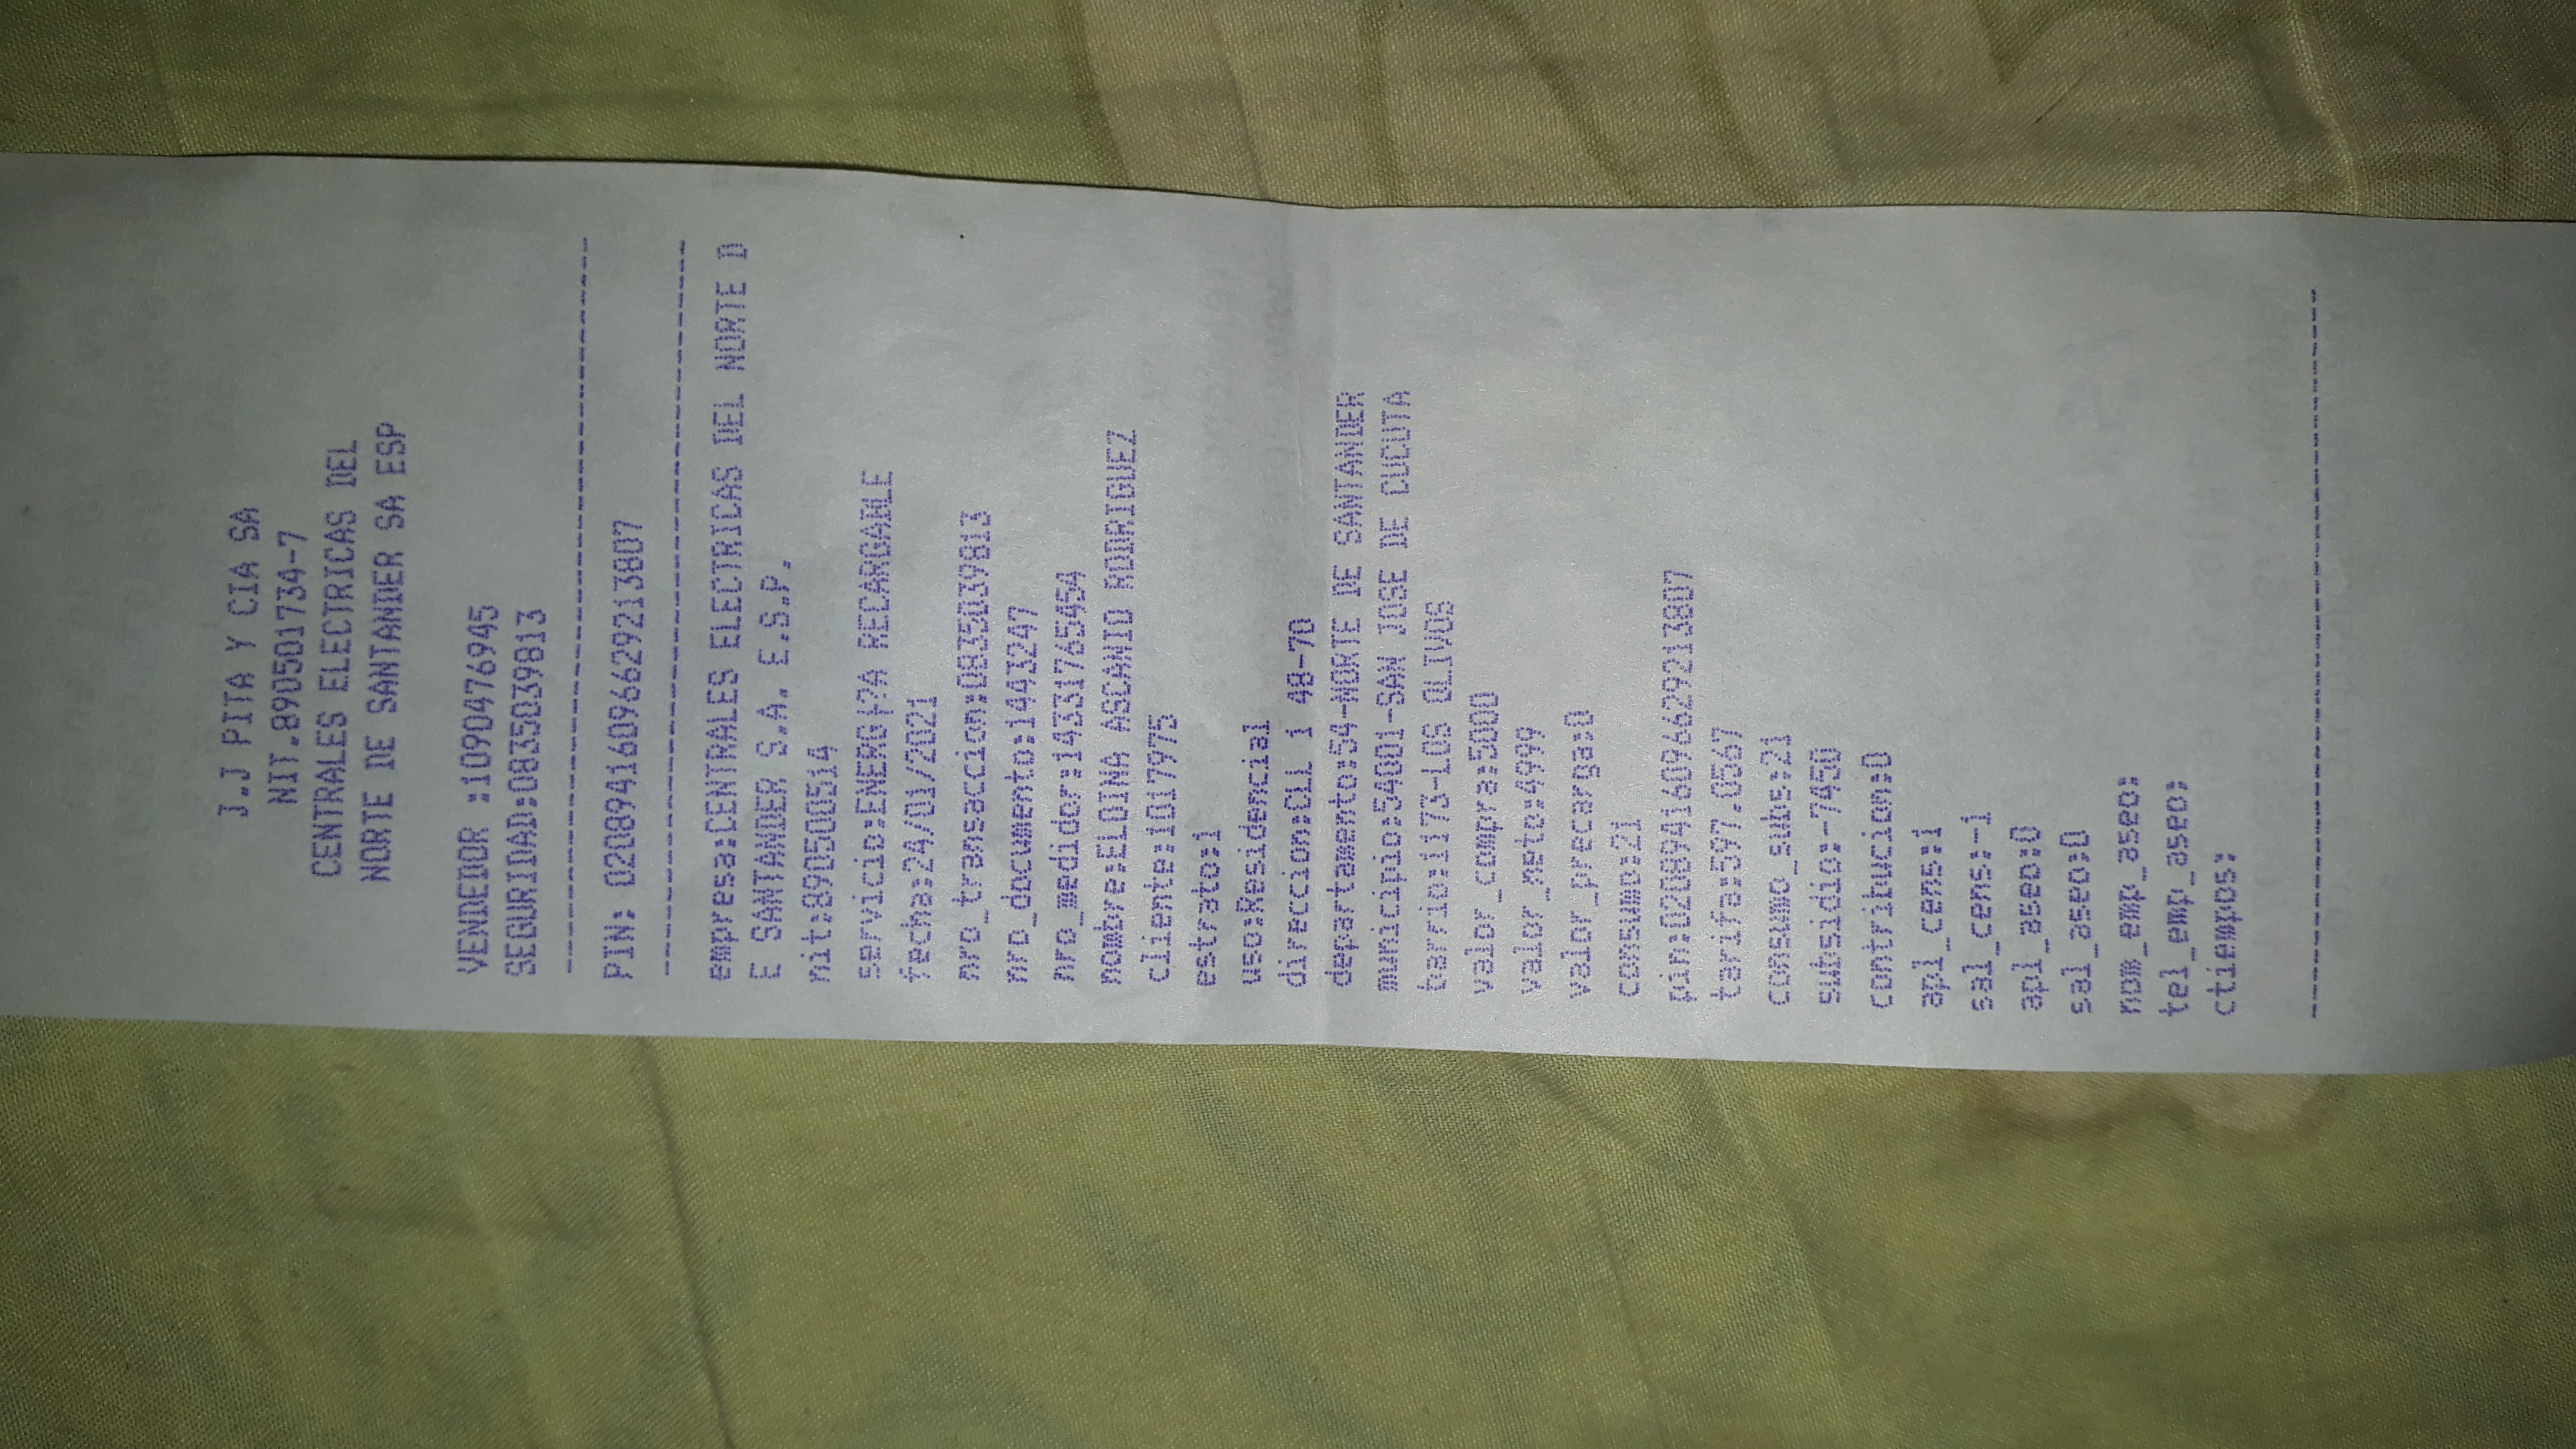 J.J PITA Y CIA SA
NIT.890501734-7
CENTRALES ELECTRICAS DEL
NORTE DE SANTANDER SA ESP
VENDEDOR :1090476945
SEGURIDAD:0835039813
--------------------------------
PIN: 02089416096629213807
--------------------------------
empresa:CENTRALES ELECTRICAS DEL NORTE D
E SANTANDER S.A. E.S.P.
nit:890500514
servicio:ENERG|?A RECARGABLE
fecha:24/01/2021
nro_transaccion:0835039813
nro_documento:1443247
nro_medidor:14331765454
nombre:ELOINA ASCANIO RODRIGUEZ
cliente:1017975
estrato:1
uso:Residencial
direccion:CLL 1 48-70
departamento:54-NORTE DE SANTANDER
municipio:54001-SAN JOSE DE CUCUTA
barrio:1173-LOS OLIVOS
valor_compra:5000
valor_neto:4999
valor_precarga:0
consumo:21
pin:02089416096629213807
tarifa:597.0567
consumo_subs:21
subsidio:-7450
contribucion:0
apl_cens:1
sal_cens:-1
apl_aseo:0
sal_aseo:0
nom_emp_aseo:
tel_emp_aseo:
ctiempos:
--------------------------------